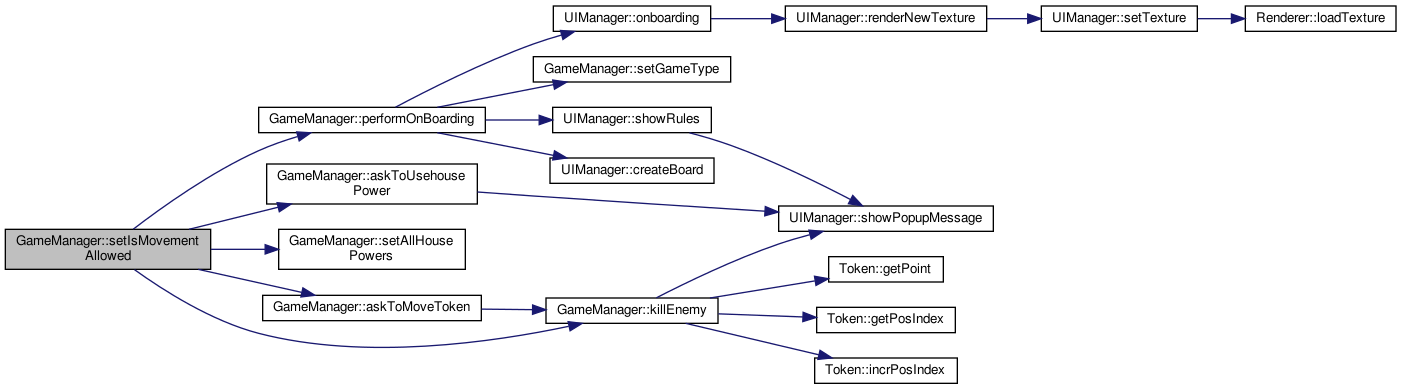 UIManager::onboarding
UIManager::renderNewTexture
UIManager::setTexture
Renderer::loadTexture
GameManager::setGameType
GameManager::performOnBoarding
UIManager::showRules
UIManager::createBoard
GameManager::askToUsehouse
Power
UIManager::showPopupMessage
GameManager::setIsMovement
Allowed
GameManager::setAllHouse
Powers
Token::getPoint
GameManager::askToMoveToken
GameManager::killEnemy
Token::getPosIndex
Token::incrPosIndex